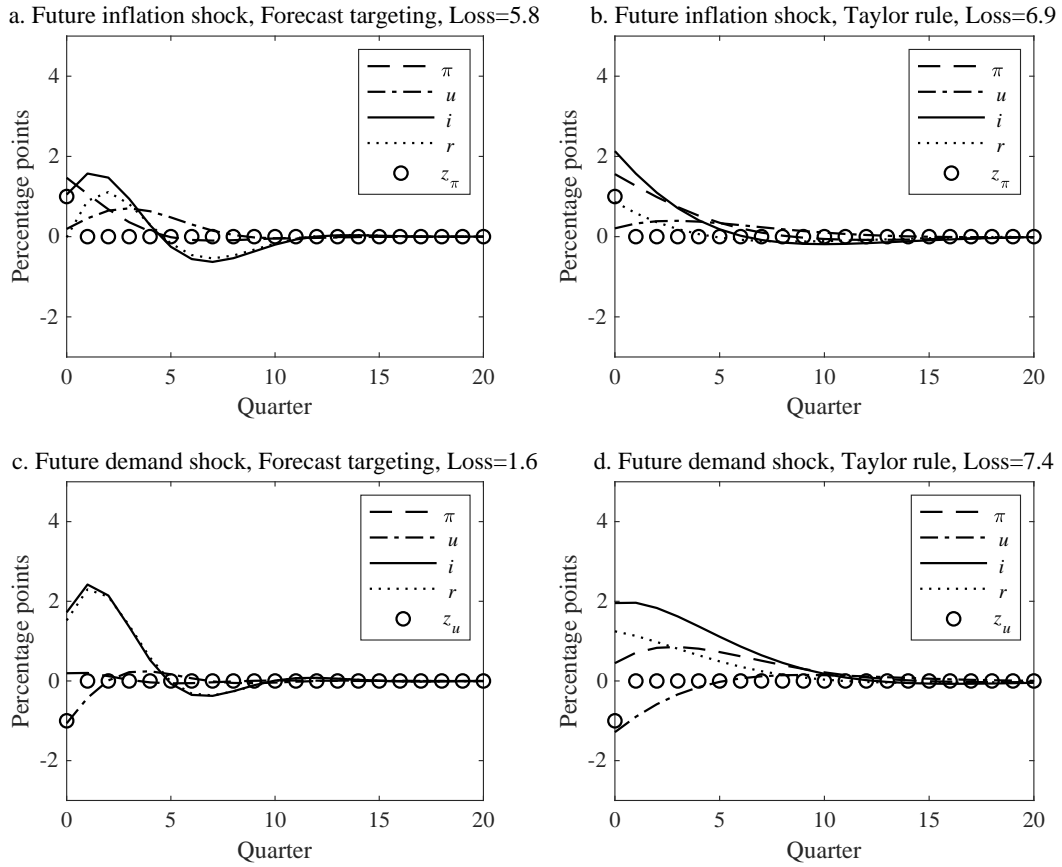 a. Future inflation shock, Forecast targeting, Loss=5.8
Percentage points
4
2
0
-2
π
u
i
r
z_π
0 5 10 15 20
Quarter
b. Future inflation shock, Taylor rule, Loss=6.9
Percentage points
4
2
0
-2
π
u
i
r
z_π
0 5 10 15 20
Quarter
c. Future demand shock, Forecast targeting, Loss=1.6
Percentage points
4
2
0
-2
π
u
i
r
z_u
0 5 10 15 20
Quarter
d. Future demand shock, Taylor rule, Loss=7.4
Percentage points
4
2
0
-2
π
u
i
r
z_u
0 5 10 15 20
Quarter